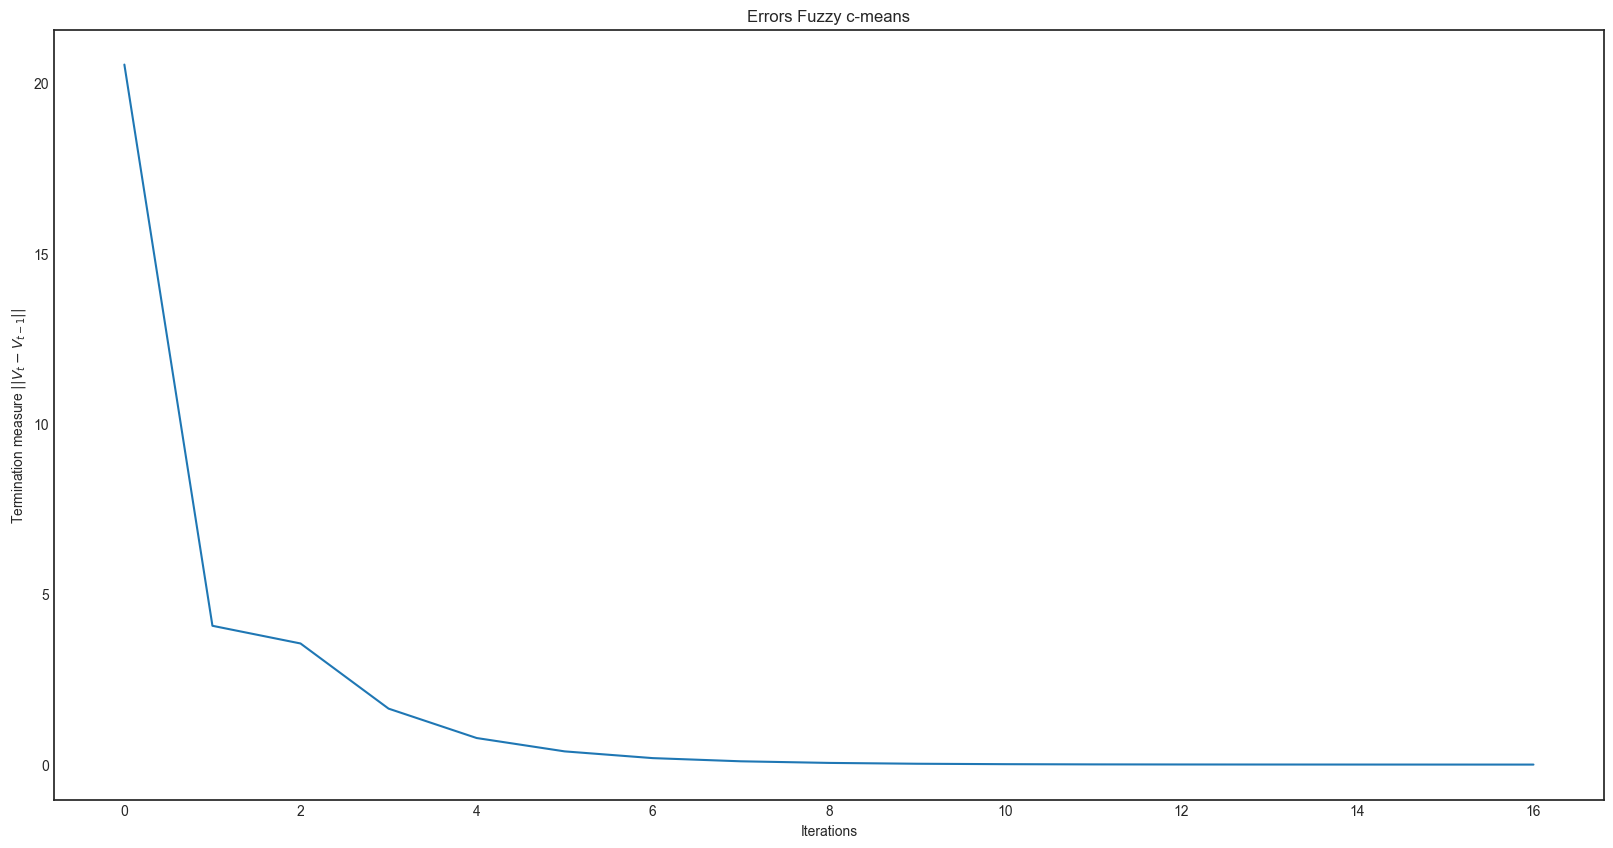 Errors Fuzzy c-means
Termination measure ||V_t − V_{t−1}||
20
15
10
5
0
0 2 4 6 8 10 12 14 16
Iterations